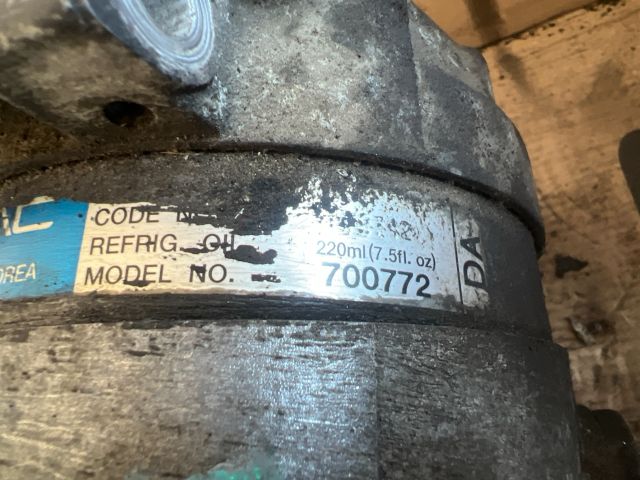 AC
OREA
CODE N
REFRIG. OIL 220ml(7.5fl. oz)
MODEL NO. 700772
DA